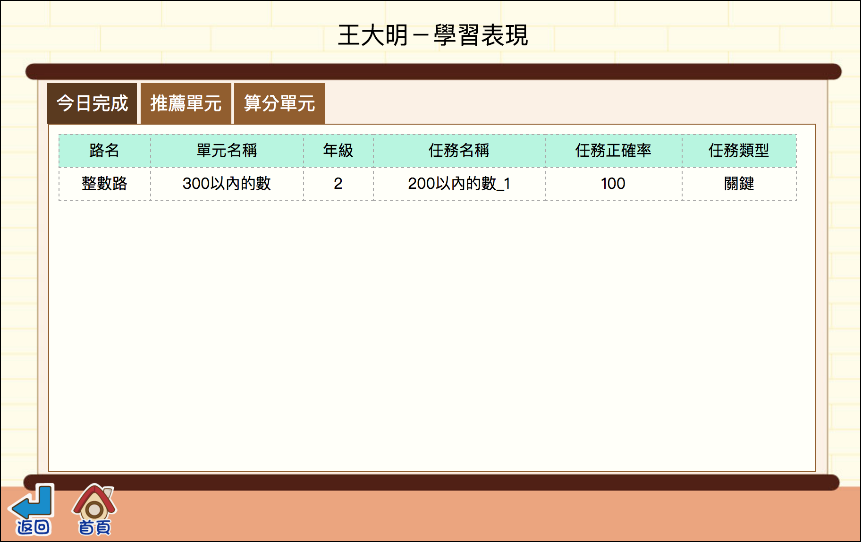 王大明－學習表現
今日完成 推薦單元 算分單元
路名 單元名稱 年級 任務名稱 任務正確率 任務類型
整數路 300以內的數 2 200以內的數_1 100 關鍵
返回 首頁